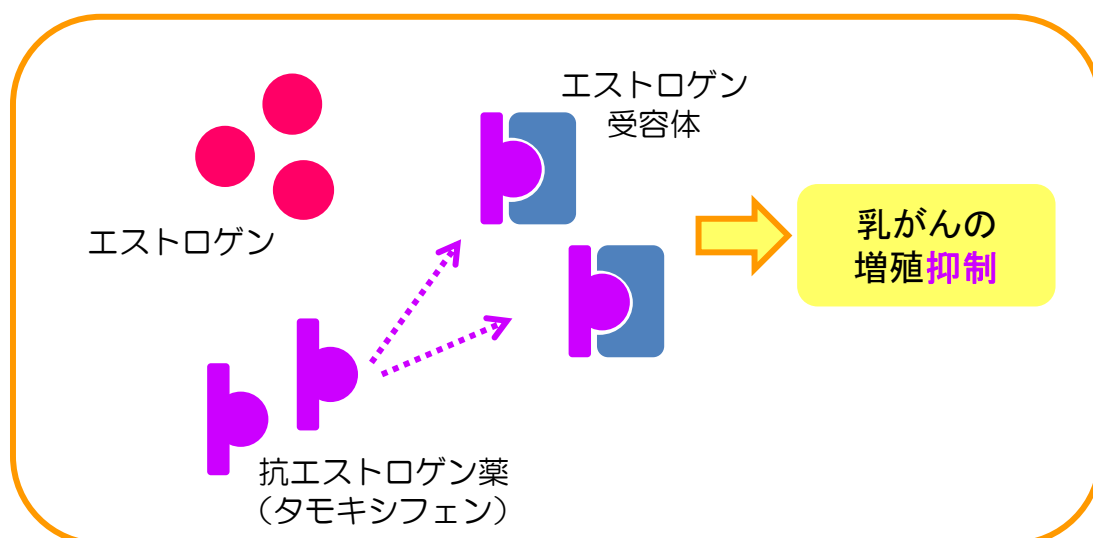 エストロゲン
受容体
エストロゲン
乳がんの
増殖抑制
抗エストロゲン薬
（タモキシフェン）